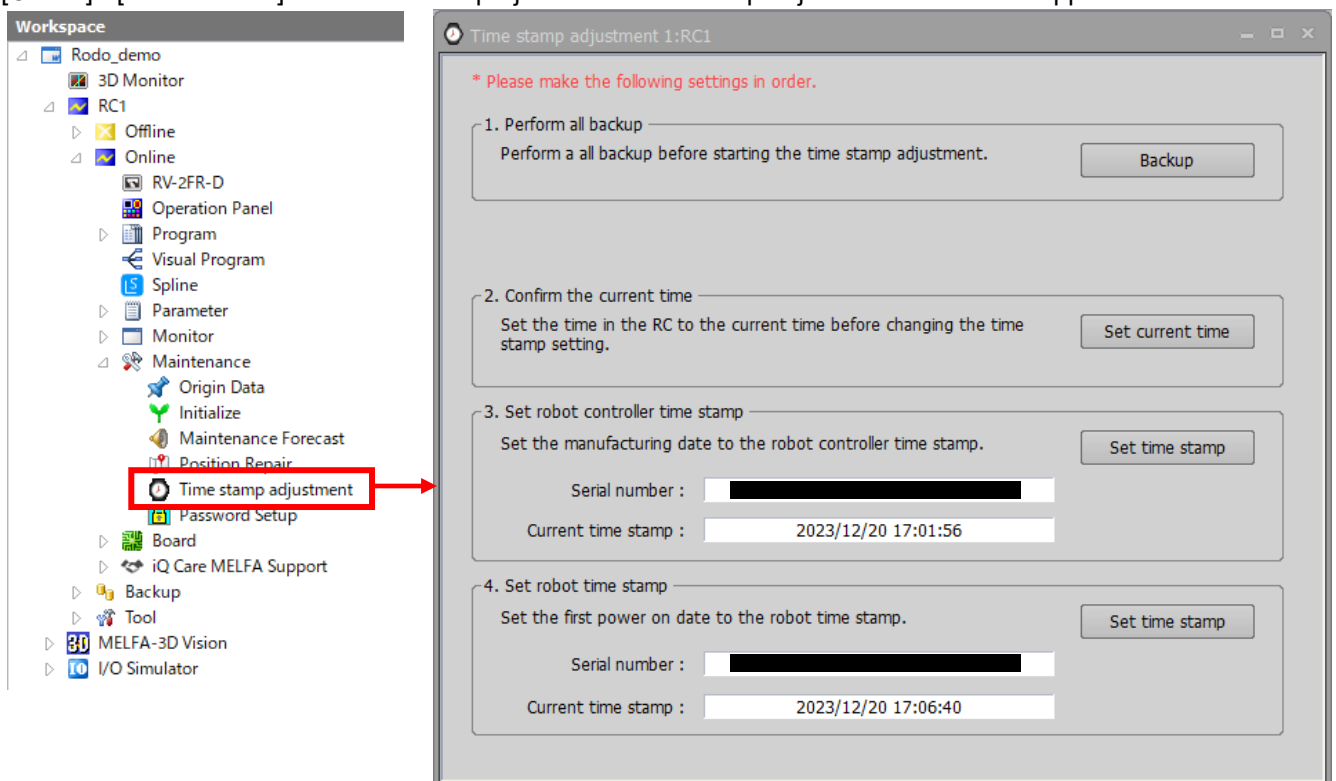 Workspace
Rodo_demo
3D Monitor
RC1
Offline
Online
RV-2FR-D
Operation Panel
Program
Visual Program
Spline
Parameter
Monitor
Maintenance
Origin Data
Initialize
Maintenance Forecast
Position Repair
Time stamp adjustment
Password Setup
Board
iQ Care MELFA Support
Backup
Tool
MELFA-3D Vision
I/O Simulator
Time stamp adjustment 1:RC1
* Please make the following settings in order.
1. Perform all backup
Perform a all backup before starting the time stamp adjustment.
Backup
2. Confirm the current time
Set the time in the RC to the current time before changing the time
stamp setting.
Set current time
3. Set robot controller time stamp
Set the manufacturing date to the robot controller time stamp.
Set time stamp
Serial number :
Current time stamp : 2023/12/20 17:01:56
4. Set robot time stamp
Set the first power on date to the robot time stamp.
Set time stamp
Serial number :
Current time stamp : 2023/12/20 17:06:40